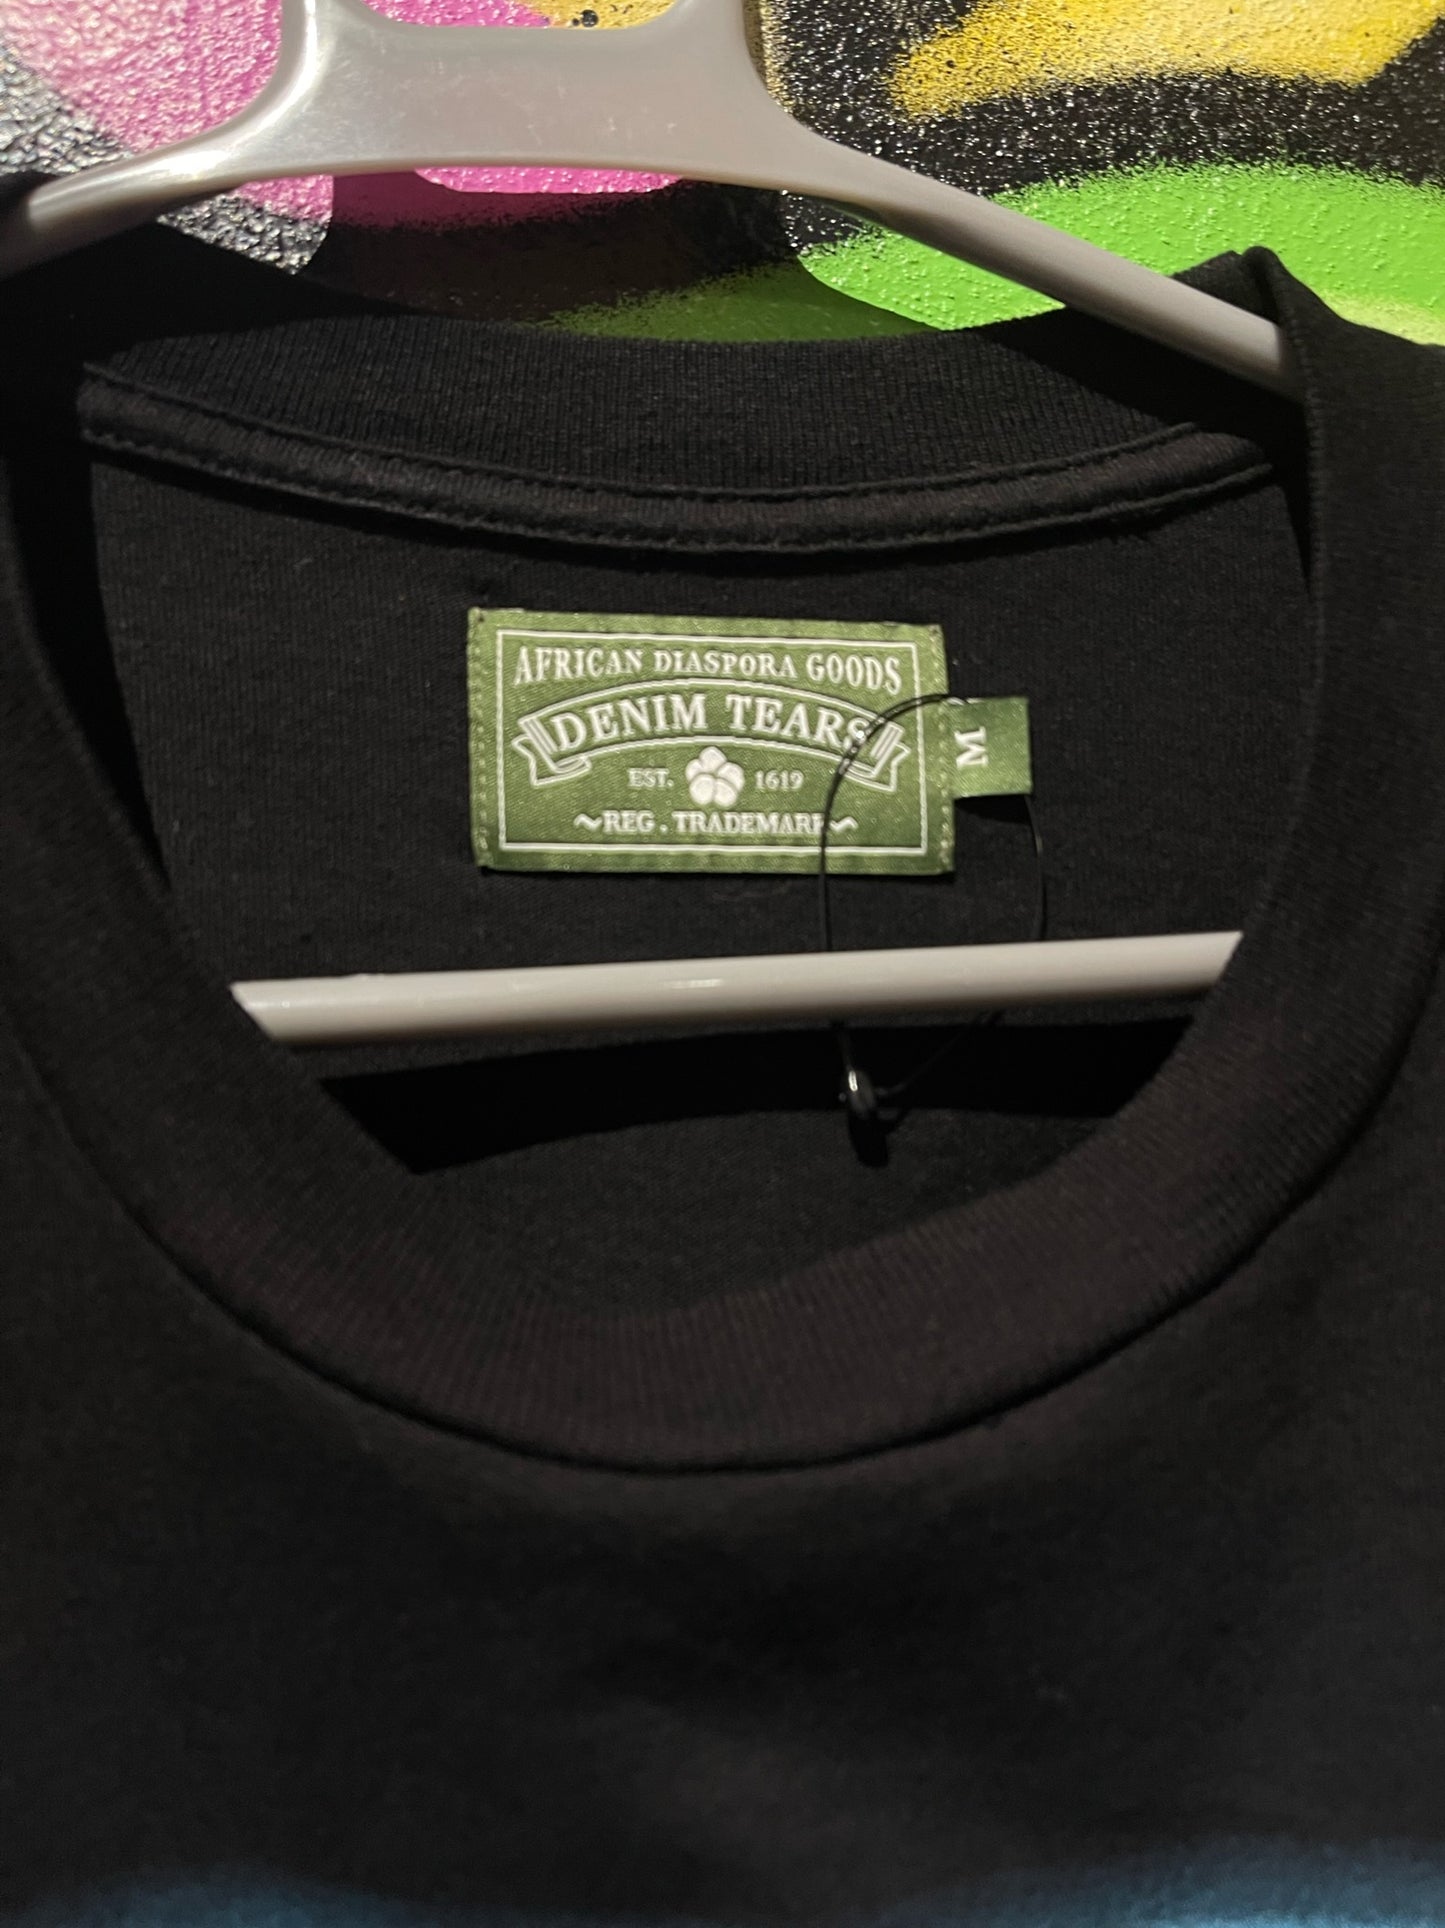 AFRICAN DIASPORA GOODS
DENIM TEARS
EST. 1619
~REG. TRADEMARK~
M